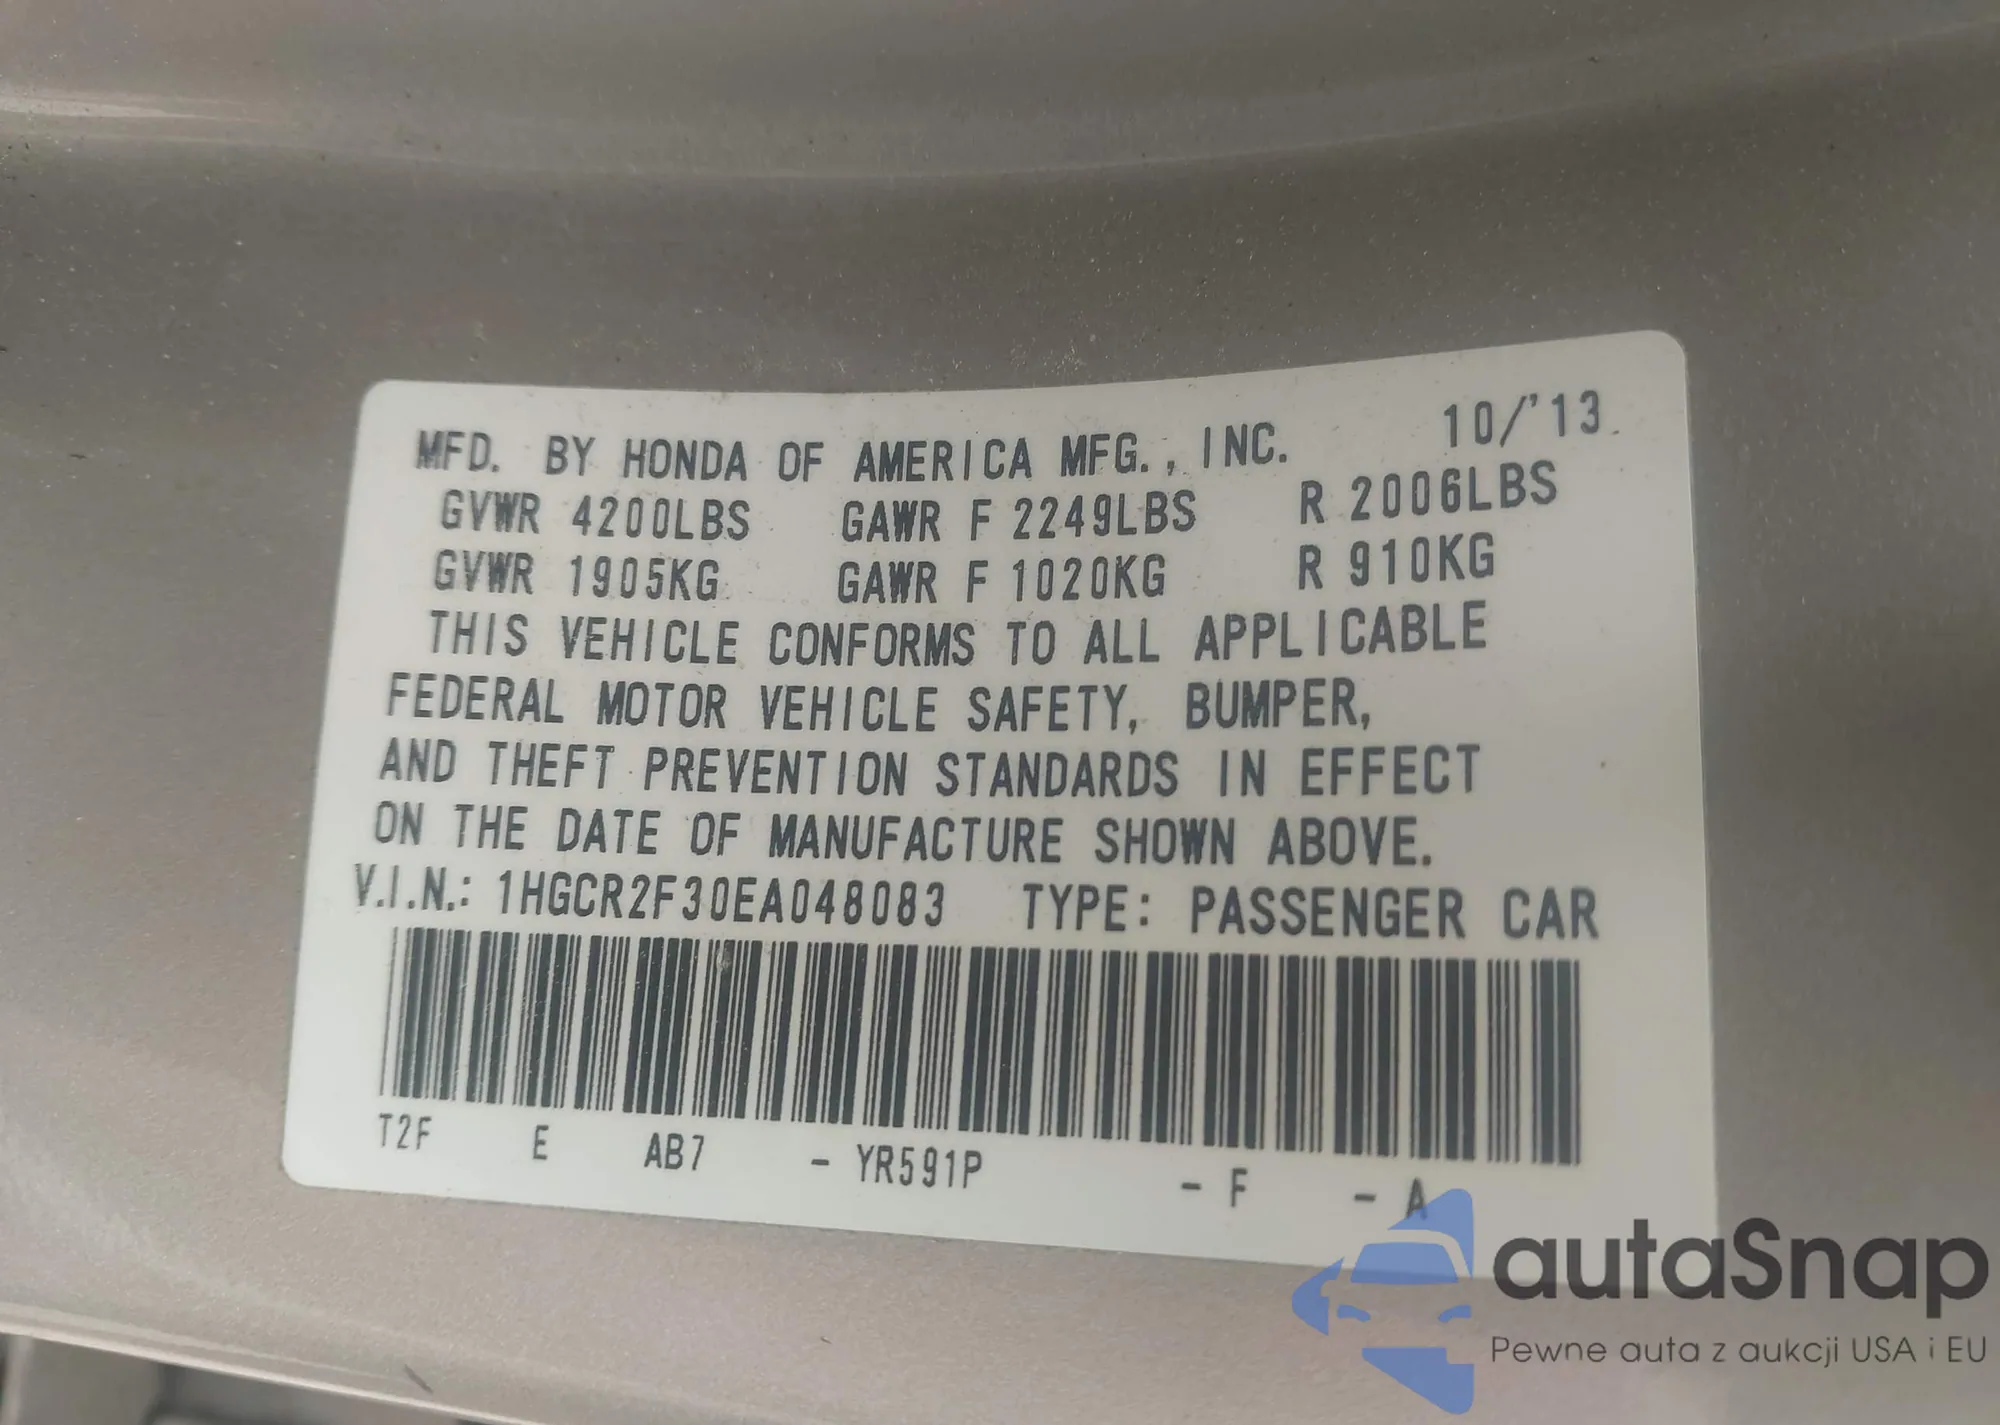 MFD. BY HONDA OF AMERICA MFG., INC. 10/'13
GVWR 4200LBS GAWR F 2249LBS R 2006LBS
GVWR 1905KG GAWR F 1020KG R 910KG
THIS VEHICLE CONFORMS TO ALL APPLICABLE
FEDERAL MOTOR VEHICLE SAFETY, BUMPER,
AND THEFT PREVENTION STANDARDS IN EFFECT
ON THE DATE OF MANUFACTURE SHOWN ABOVE.
V.I.N.: 1HGCR2F30EA048083 TYPE: PASSENGER CAR
T2F E AB7 - YR591P - F - A
autaSnap
Pewne auta z aukcji USA i EU